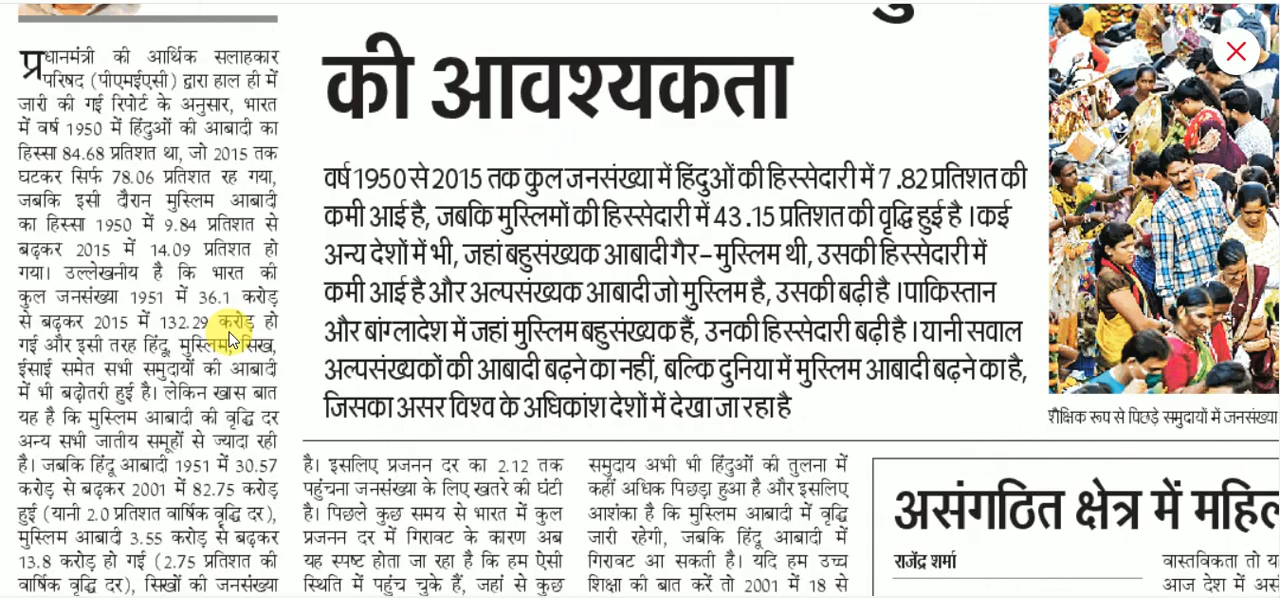 की आवश्यकता
वर्ष 1950 से 2015 तक कुल जनसंख्या में हिंदुओं की हिस्सेदारी में 7 .82 प्रतिशत की
कमी आई है, जबकि मुस्लिमों की हिस्सेदारी में 43.15 प्रतिशत की वृद्धि हुई है । कई
अन्य देशों में भी, जहां बहुसंख्यक आबादी गैर-मुस्लिम थी, उसकी हिस्सेदारी में
कमी आई है और अल्पसंख्यक आबादी जो मुस्लिम है, उसकी बढ़ी है ।पाकिस्तान
और बांग्लादेश में जहां मुस्लिम बहुसंख्यक हैं, उनकी हिस्सेदारी बढ़ी है । यानी सवाल
अल्पसंख्यकों की आबादी बढ़ने का नहीं, बल्कि दुनिया में मुस्लिम आबादी बढ़ने का है,
जिसका असर विश्व के अधिकांश देशों में देखा जा रहा है
प्रधानमंत्री की आर्थिक सलाहकार
परिषद (पीएमईएसी) द्वारा हाल ही में
जारी की गई रिपोर्ट के अनुसार, भारत
में वर्ष 1950 में हिंदुओं की आबादी का
हिस्सा 84.68 प्रतिशत था, जो 2015 तक
घटकर सिर्फ 78.06 प्रतिशत रह गया,
जबकि इसी दौरान मुस्लिम आबादी
का हिस्सा 1950 में 9.84 प्रतिशत से
बढ़कर 2015 में 14.09 प्रतिशत हो
गया। उल्लेखनीय है कि भारत की
कुल जनसंख्या 1951 में 36.1 करोड़
से बढ़कर 2015 में 132.29 करोड़ हो
गई और इसी तरह हिंदू, मुस्लिम, सिख,
ईसाई समेत सभी समुदायों की आबादी
में भी बढ़ोतरी हुई है। लेकिन खास बात
यह है कि मुस्लिम आबादी की वृद्धि दर
अन्य सभी जातीय समूहों से ज्यादा रही
है। जबकि हिंदू आबादी 1951 में 30.57
करोड़ से बढ़कर 2001 में 82.75 करोड़
हुई (यानी 2.0 प्रतिशत वार्षिक वृद्धि दर),
मुस्लिम आबादी 3.55 करोड़ से बढ़कर
13.8 करोड़ हो गई (2.75 प्रतिशत की
वार्षिक वृद्धि दर), सिखों की जनसंख्या
है। इसलिए प्रजनन दर का 2.12 तक
पहुंचना जनसंख्या के लिए खतरे की घंटी
है। पिछले कुछ समय से भारत में कुल
प्रजनन दर में गिरावट के कारण अब
यह स्पष्ट होता जा रहा है कि हम ऐसी
स्थिति में पहुंच चुके हैं, जहां से कुछ
समुदाय अभी भी हिंदुओं की तुलना में
कहीं अधिक पिछड़ा हुआ है और इसलिए
आशंका है कि मुस्लिम आबादी में वृद्धि
जारी रहेगी, जबकि हिंदू आबादी में
गिरावट आ सकती है। यदि हम उच्च
शिक्षा की बात करें तो 2001 में 18 से
शैक्षिक रूप से पिछड़े समुदायों में जनसंख्या
असंगठित क्षेत्र में महिल
राजेंद्र शर्मा
वास्तविकता तो य
आज देश में अस